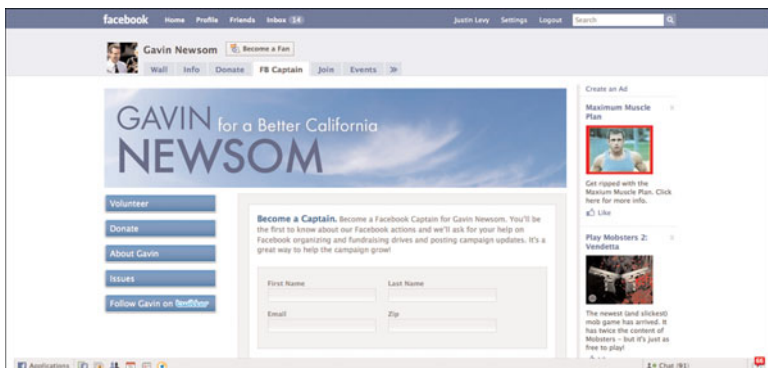 facebook Home Profile Friends Inbox 14 Justin Levy Settings Logout Search
Gavin Newsom Become a Fan
Wall Info Donate FB Captain Join Events »
GAVIN for a Better California
NEWSOM
Volunteer
Donate
About Gavin
Issues
Follow Gavin on twitter
Become a Captain. Become a Facebook Captain for Gavin Newsom. You'll be
the first to know about our Facebook actions and we'll ask for your help on
Facebook organizing and fundraising drives and posting campaign updates. It's a
great way to help the campaign grow!
First Name Last Name
Email Zip
Create an Ad
Maximum Muscle
Plan
Get ripped with the
Maxium Muscle Plan. Click
here for more info.
Like
Play Mobsters 2:
Vendetta
The newest (and slickest)
mob game has arrived. It
has twice the content of
Mobsters - but it's just as
free to play!
Applications Chat (91)